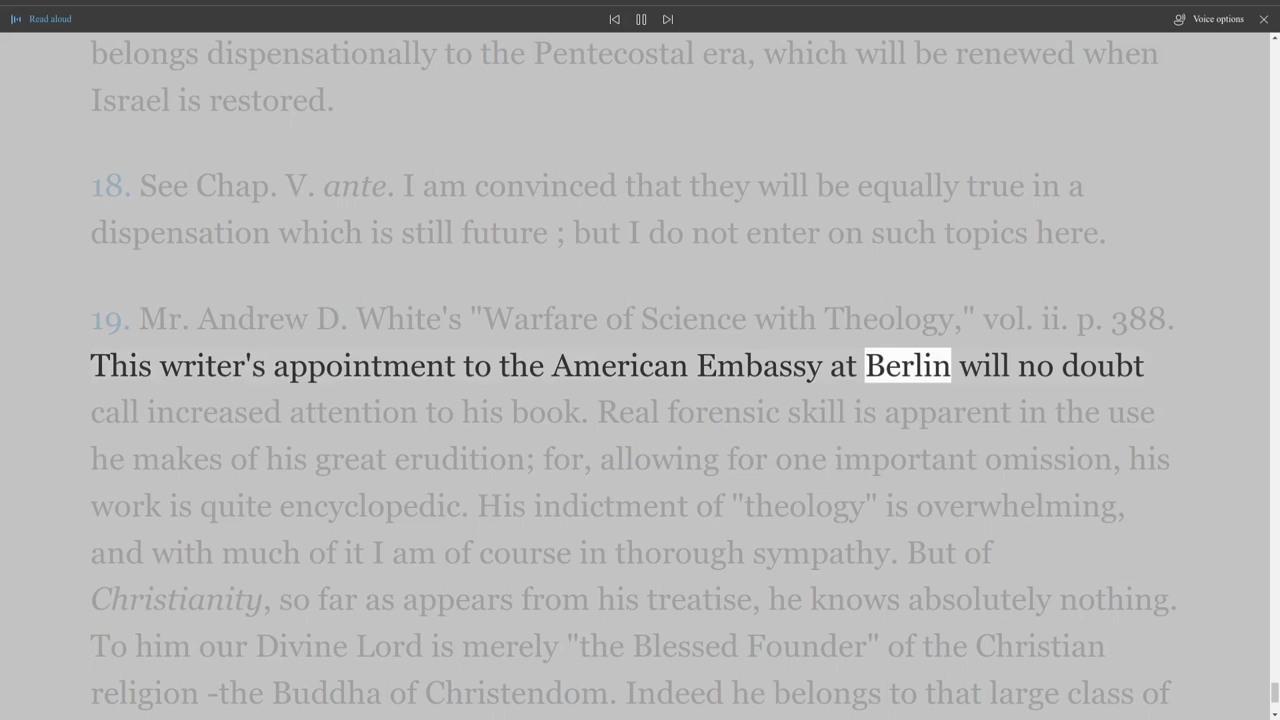 Read aloud
Voice options
belongs dispensationally to the Pentecostal era, which will be renewed when
Israel is restored.
18. See Chap. V. ante. I am convinced that they will be equally true in a
dispensation which is still future ; but I do not enter on such topics here.
19. Mr. Andrew D. White's "Warfare of Science with Theology," vol. ii. p. 388.
This writer's appointment to the American Embassy at Berlin will no doubt
call increased attention to his book. Real forensic skill is apparent in the use
he makes of his great erudition; for, allowing for one important omission, his
work is quite encyclopedic. His indictment of "theology" is overwhelming,
and with much of it I am of course in thorough sympathy. But of
Christianity, so far as appears from his treatise, he knows absolutely nothing.
To him our Divine Lord is merely "the Blessed Founder" of the Christian
religion -the Buddha of Christendom. Indeed he belongs to that large class of